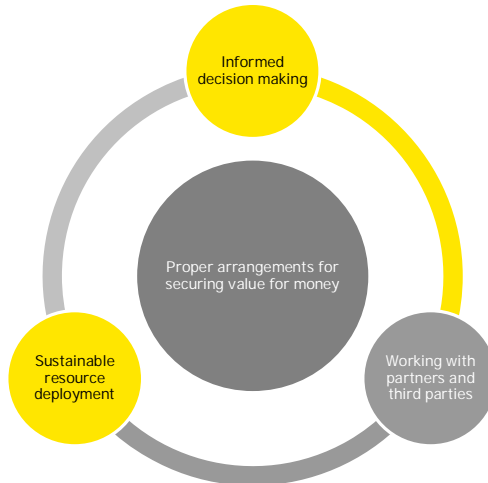 Informed
decision making
Proper arrangements for
securing value for money
Sustainable
resource
deployment
Working with
partners and
third parties